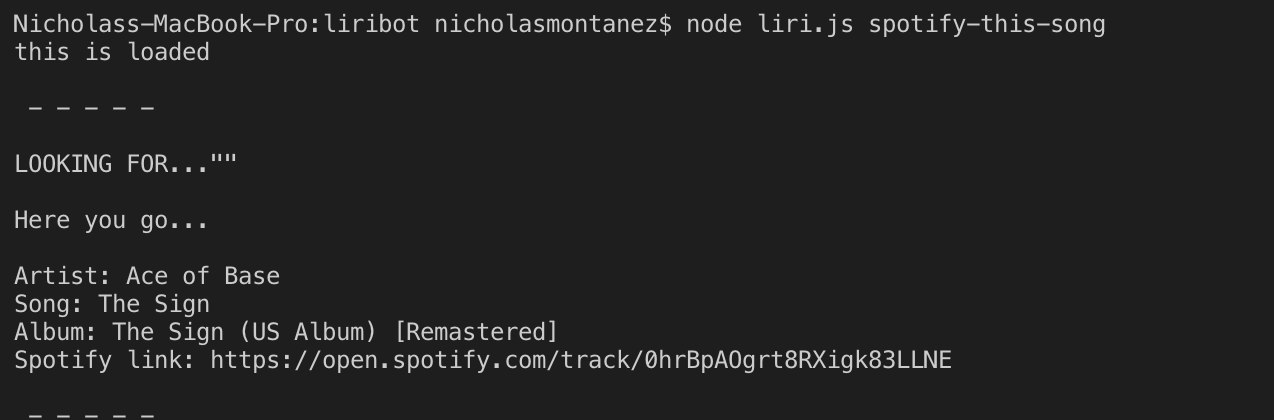 Nicholass-MacBook-Pro:liribot nicholasmontanez$ node liri.js spotify-this-song
this is loaded
- - - - -
LOOKING FOR...""
Here you go...
Artist: Ace of Base
Song: The Sign
Album: The Sign (US Album) [Remastered]
Spotify link: https://open.spotify.com/track/0hrBpAOgrt8RXigk83LLNE
- - - - -